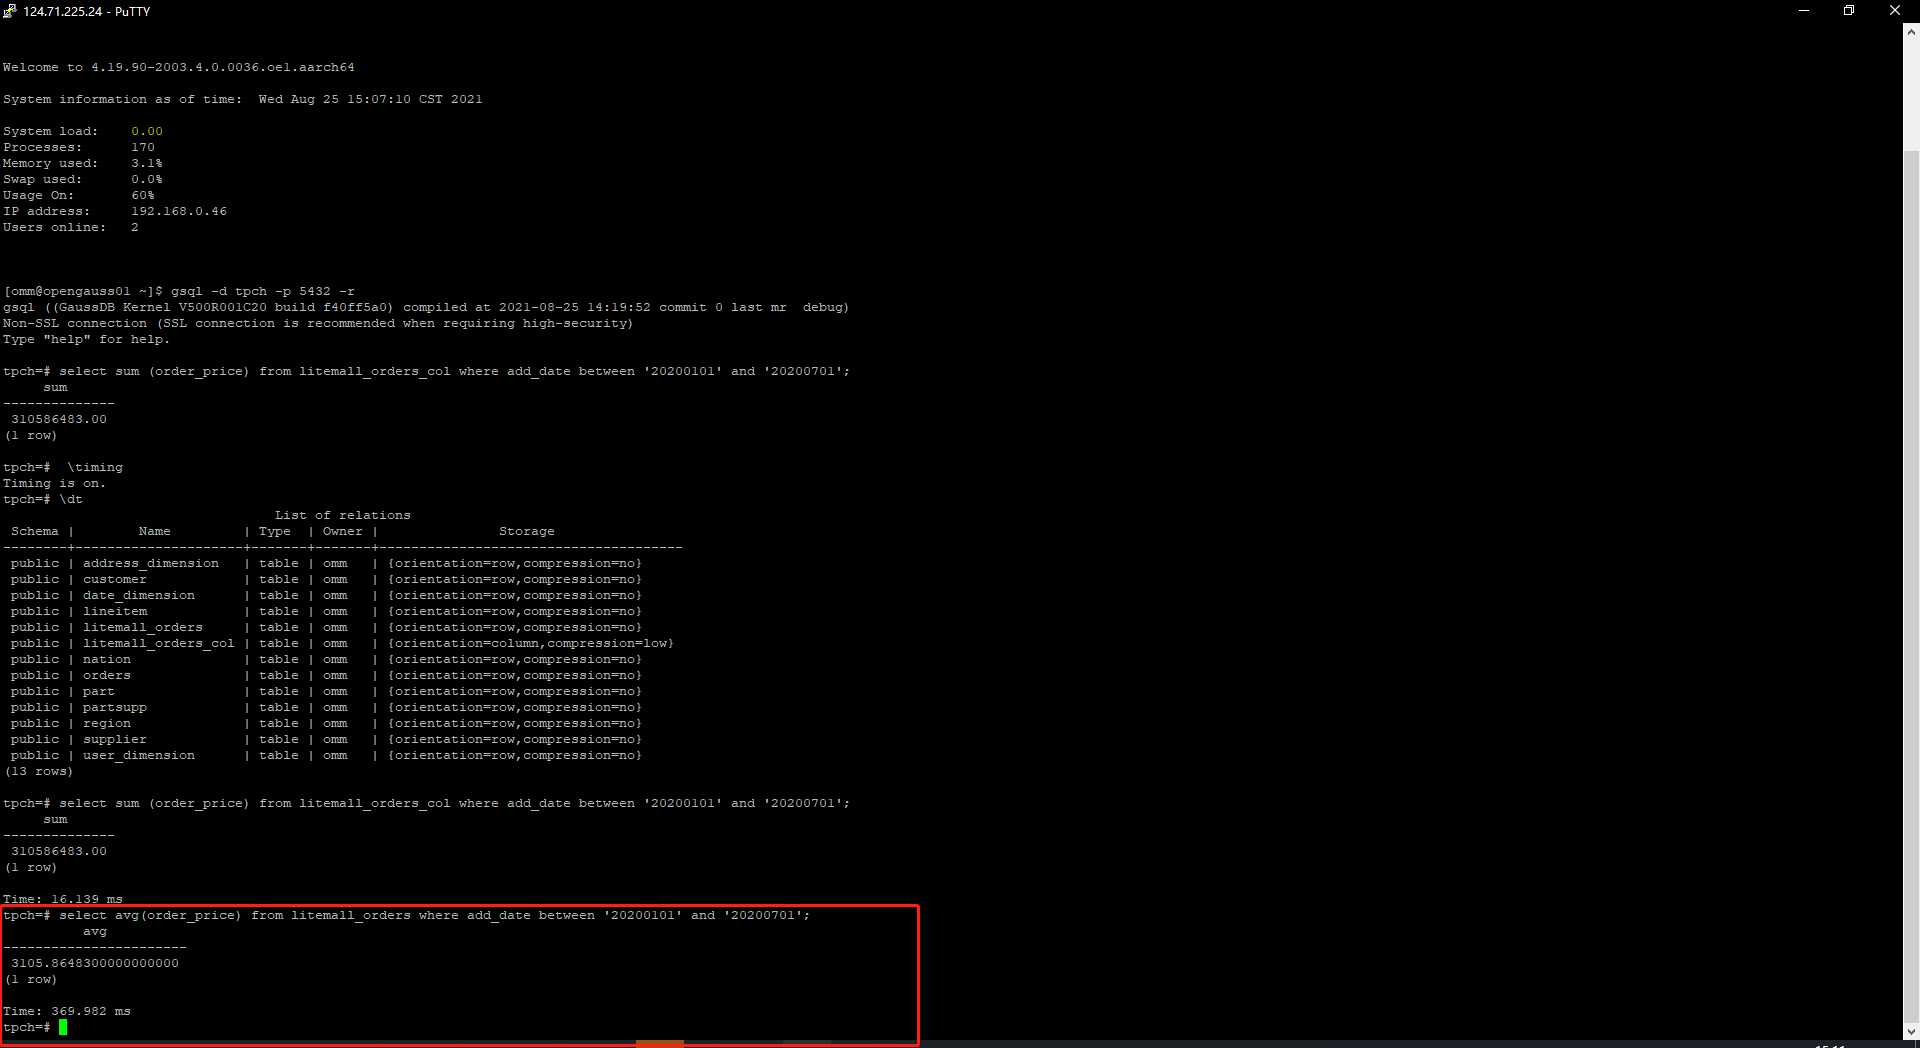 124.71.225.24 - PuTTY
Welcome to 4.19.90-2003.4.0.0036.oe1.aarch64
System information as of time:  Wed Aug 25 15:07:10 CST 2021
System load:    0.00
Processes:      170
Memory used:    3.1%
Swap used:      0.0%
Usage On:       60%
IP address:     192.168.0.46
Users online:   2
[omm@opengauss01 ~]$ gsql -d tpch -p 5432 -r
gsql ((GaussDB Kernel V500R001C20 build f40ff5a0) compiled at 2021-08-25 14:19:52 commit 0 last mr  debug)
Non-SSL connection (SSL connection is recommended when requiring high-security)
Type "help" for help.
tpch=# select sum (order_price) from litemall_orders_col where add_date between '20200101' and '20200701';
     sum
--------------
 310586483.00
(1 row)
tpch=#  \timing
Timing is on.
tpch=# \dt
                                  List of relations
 Schema |        Name         | Type  | Owner |               Storage
--------+---------------------+-------+-------+--------------------------------------
 public | address_dimension   | table | omm   | {orientation=row,compression=no}
 public | customer            | table | omm   | {orientation=row,compression=no}
 public | date_dimension      | table | omm   | {orientation=row,compression=no}
 public | lineitem            | table | omm   | {orientation=row,compression=no}
 public | litemall_orders     | table | omm   | {orientation=row,compression=no}
 public | litemall_orders_col | table | omm   | {orientation=column,compression=low}
 public | nation              | table | omm   | {orientation=row,compression=no}
 public | orders              | table | omm   | {orientation=row,compression=no}
 public | part                | table | omm   | {orientation=row,compression=no}
 public | partsupp            | table | omm   | {orientation=row,compression=no}
 public | region              | table | omm   | {orientation=row,compression=no}
 public | supplier            | table | omm   | {orientation=row,compression=no}
 public | user_dimension      | table | omm   | {orientation=row,compression=no}
(13 rows)
tpch=# select sum (order_price) from litemall_orders_col where add_date between '20200101' and '20200701';
     sum
--------------
 310586483.00
(1 row)
Time: 16.139 ms
tpch=# select avg(order_price) from litemall_orders where add_date between '20200101' and '20200701';
          avg
-----------------------
 3105.8648300000000000
(1 row)
Time: 369.982 ms
tpch=#